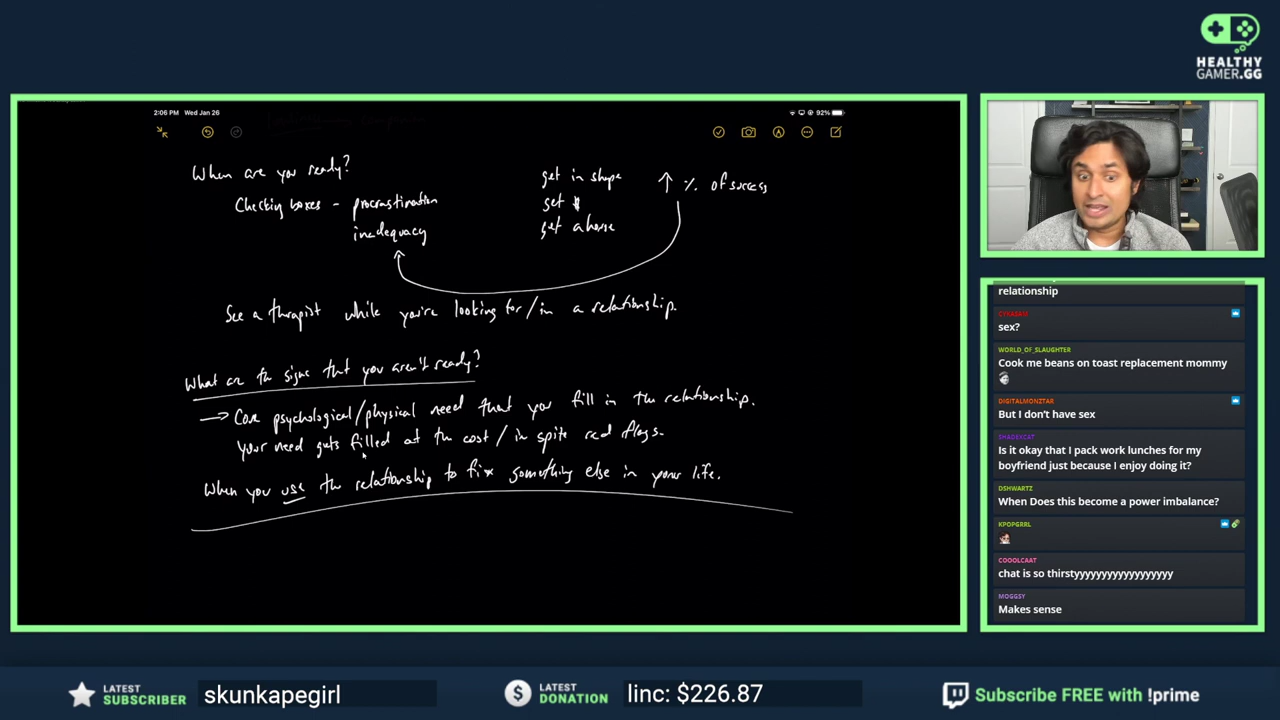 HEALTHY
GAMER.GG
2:06 PM Wed Jan 26
92%
When are you ready?
Checking boxes - procrastination
inadequacy
get in shape
get $
get a horse
↑ % of success
See a therapist while you're looking for/in a relationship.
What are the signs that you aren't ready?
→ Core psychological/physical need that you fill in the relationship.
Your need gets filled at the cost / in spite red flags.
When you use the relationship to fix something else in your life.
relationship
CYRASAN
sex?
WORLD_OF_SLAUGHTER
Cook me beans on toast replacement mommy
DIGITALMONZTAR
But I don't have sex
SHADEXCAT
Is it okay that I pack work lunches for my
boyfriend just because I enjoy doing it?
DSHWARTZ
When Does this become a power imbalance?
KPOPGRRL
COOOLCAAT
chat is so thirstyyyyyyyyyyyyyyyyyy
MOGGSY
Makes sense
LATEST
SUBSCRIBER
skunkapegirl
LATEST
DONATION
linc: $226.87
Subscribe FREE with !prime